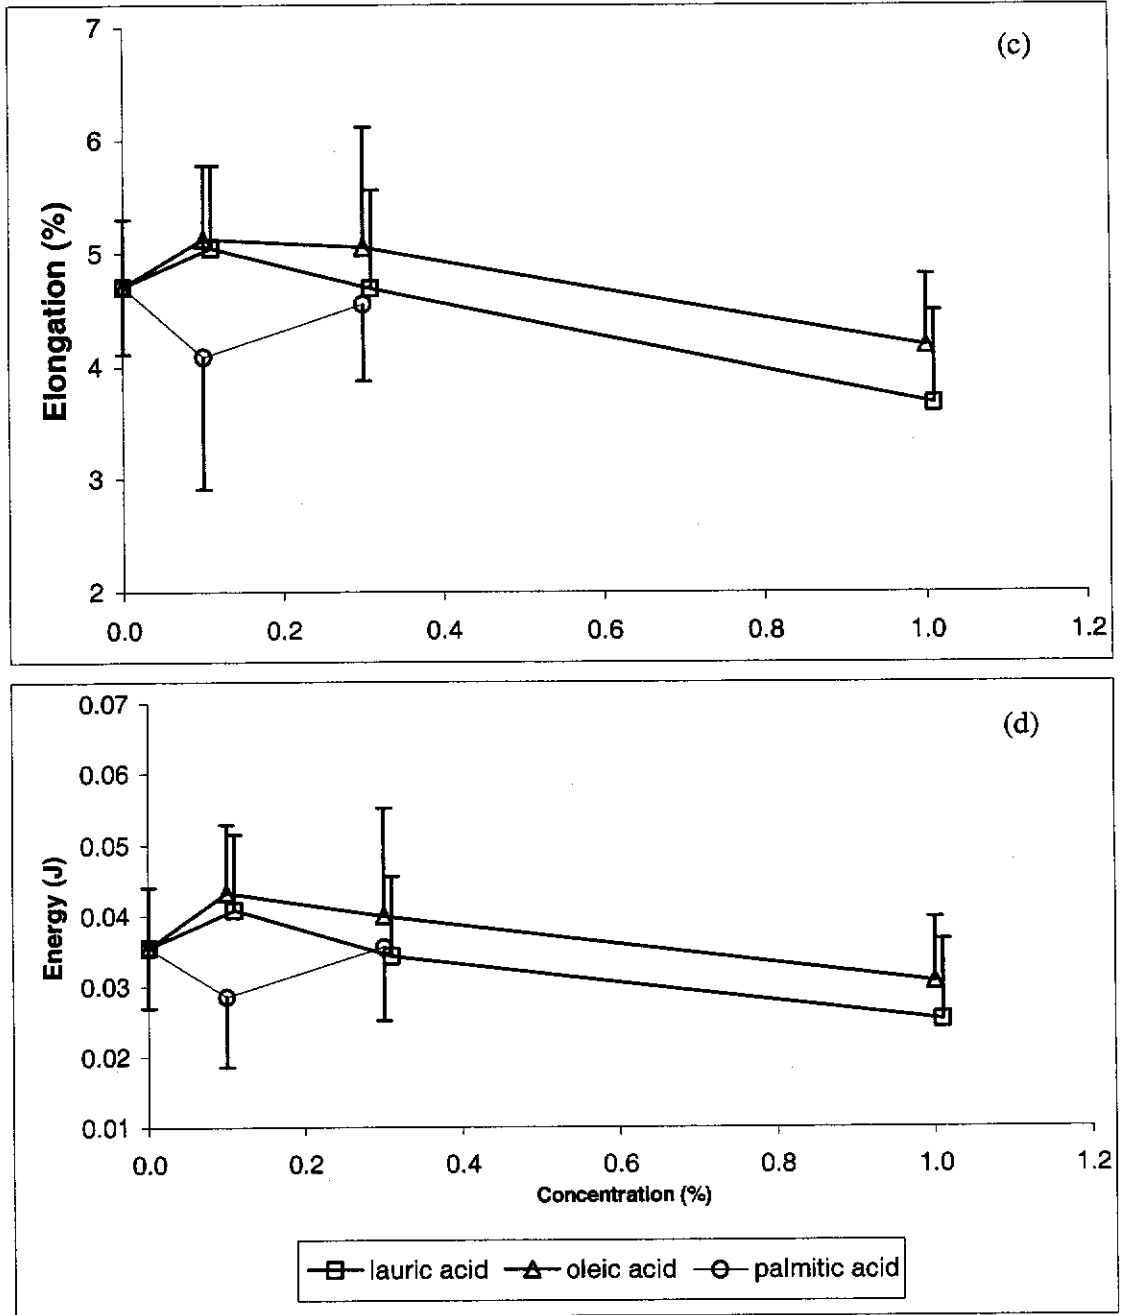 (c)
7
6
5
4
3
2
Elongation (%)
0.0 0.2 0.4 0.6 0.8 1.0 1.2
(d)
0.07
0.06
0.05
0.04
0.03
0.02
0.01
Energy (J)
0.0 0.2 0.4 0.6 0.8 1.0 1.2
Concentration (%)
lauric acid oleic acid palmitic acid